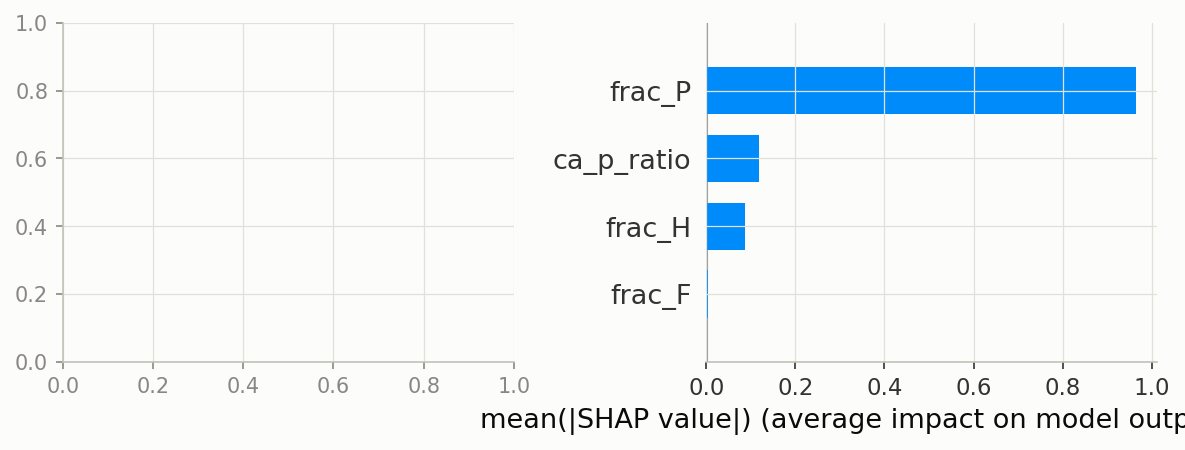 1.0
0.8
0.6
0.4
0.2
0.0
0.0 0.2 0.4 0.6 0.8 1.0
frac_P
ca_p_ratio
frac_H
frac_F
0.0 0.2 0.4 0.6 0.8 1.0
mean(|SHAP value|) (average impact on model outp